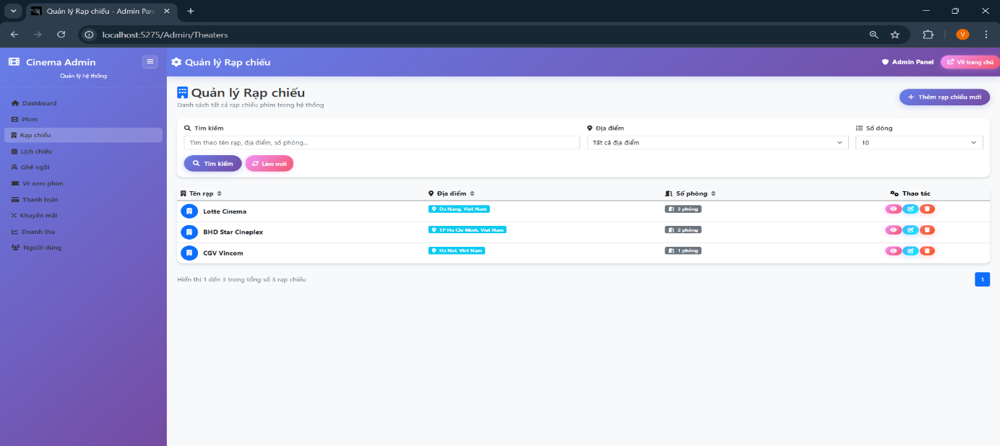 Quản lý Rạp chiếu - Admin Pan
localhost:5275/Admin/Theaters
V
Cinema Admin
Quản lý hệ thống
Dashboard
Phim
Rạp chiếu
Lịch chiếu
Ghế ngồi
Vé xem phim
Thanh toán
Khuyến mãi
Doanh thu
Người dùng
Quản lý Rạp chiếu
Admin Panel
Về trang chủ
Quản lý Rạp chiếu
Danh sách tất cả rạp chiếu phim trong hệ thống
Thêm rạp chiếu mới
Tìm kiếm
Địa điểm
Số dòng
Tìm theo tên rạp, địa điểm, số phòng...
Tất cả địa điểm
10
Tìm kiếm
Làm mới
Tên rạp
Địa điểm
Số phòng
Thao tác
Lotte Cinema
Da Nang, Viet Nam
3 phòng
BHD Star Cineplex
TP Ho Chi Minh, Viet Nam
2 phòng
CGV Vincom
Ha Noi, Viet Nam
1 phòng
Hiển thị 1 đến 3 trong tổng số 3 rạp chiếu
1